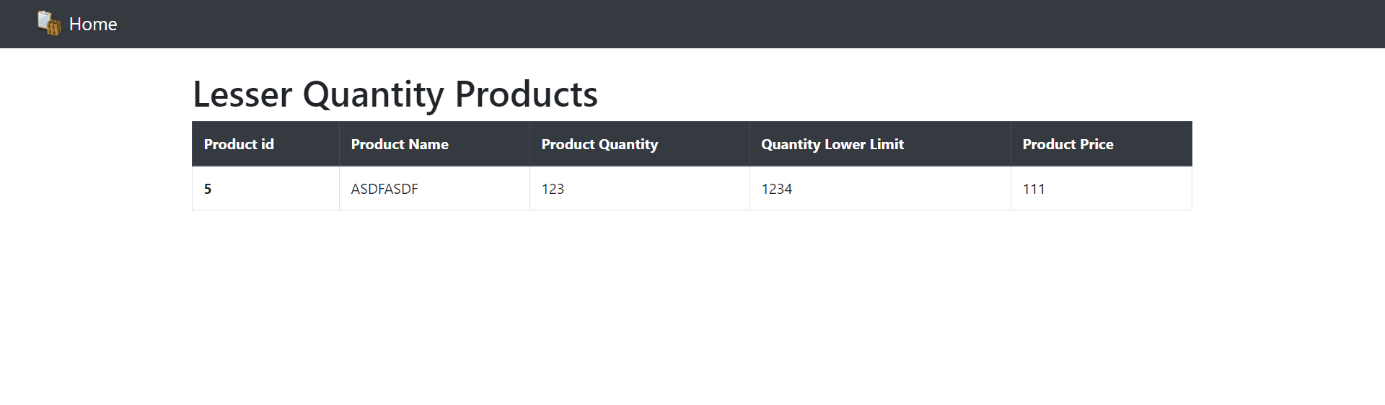 Home
Lesser Quantity Products
Product id Product Name Product Quantity Quantity Lower Limit Product Price
5 ASDFASDF 123 1234 111